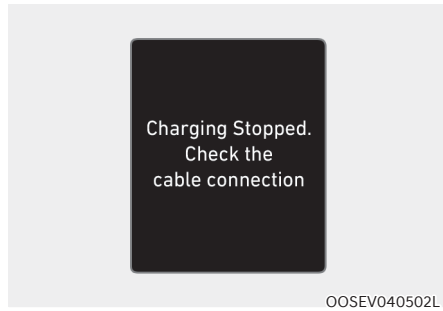 Charging Stopped.
Check the
cable connection
OOSEV040502L